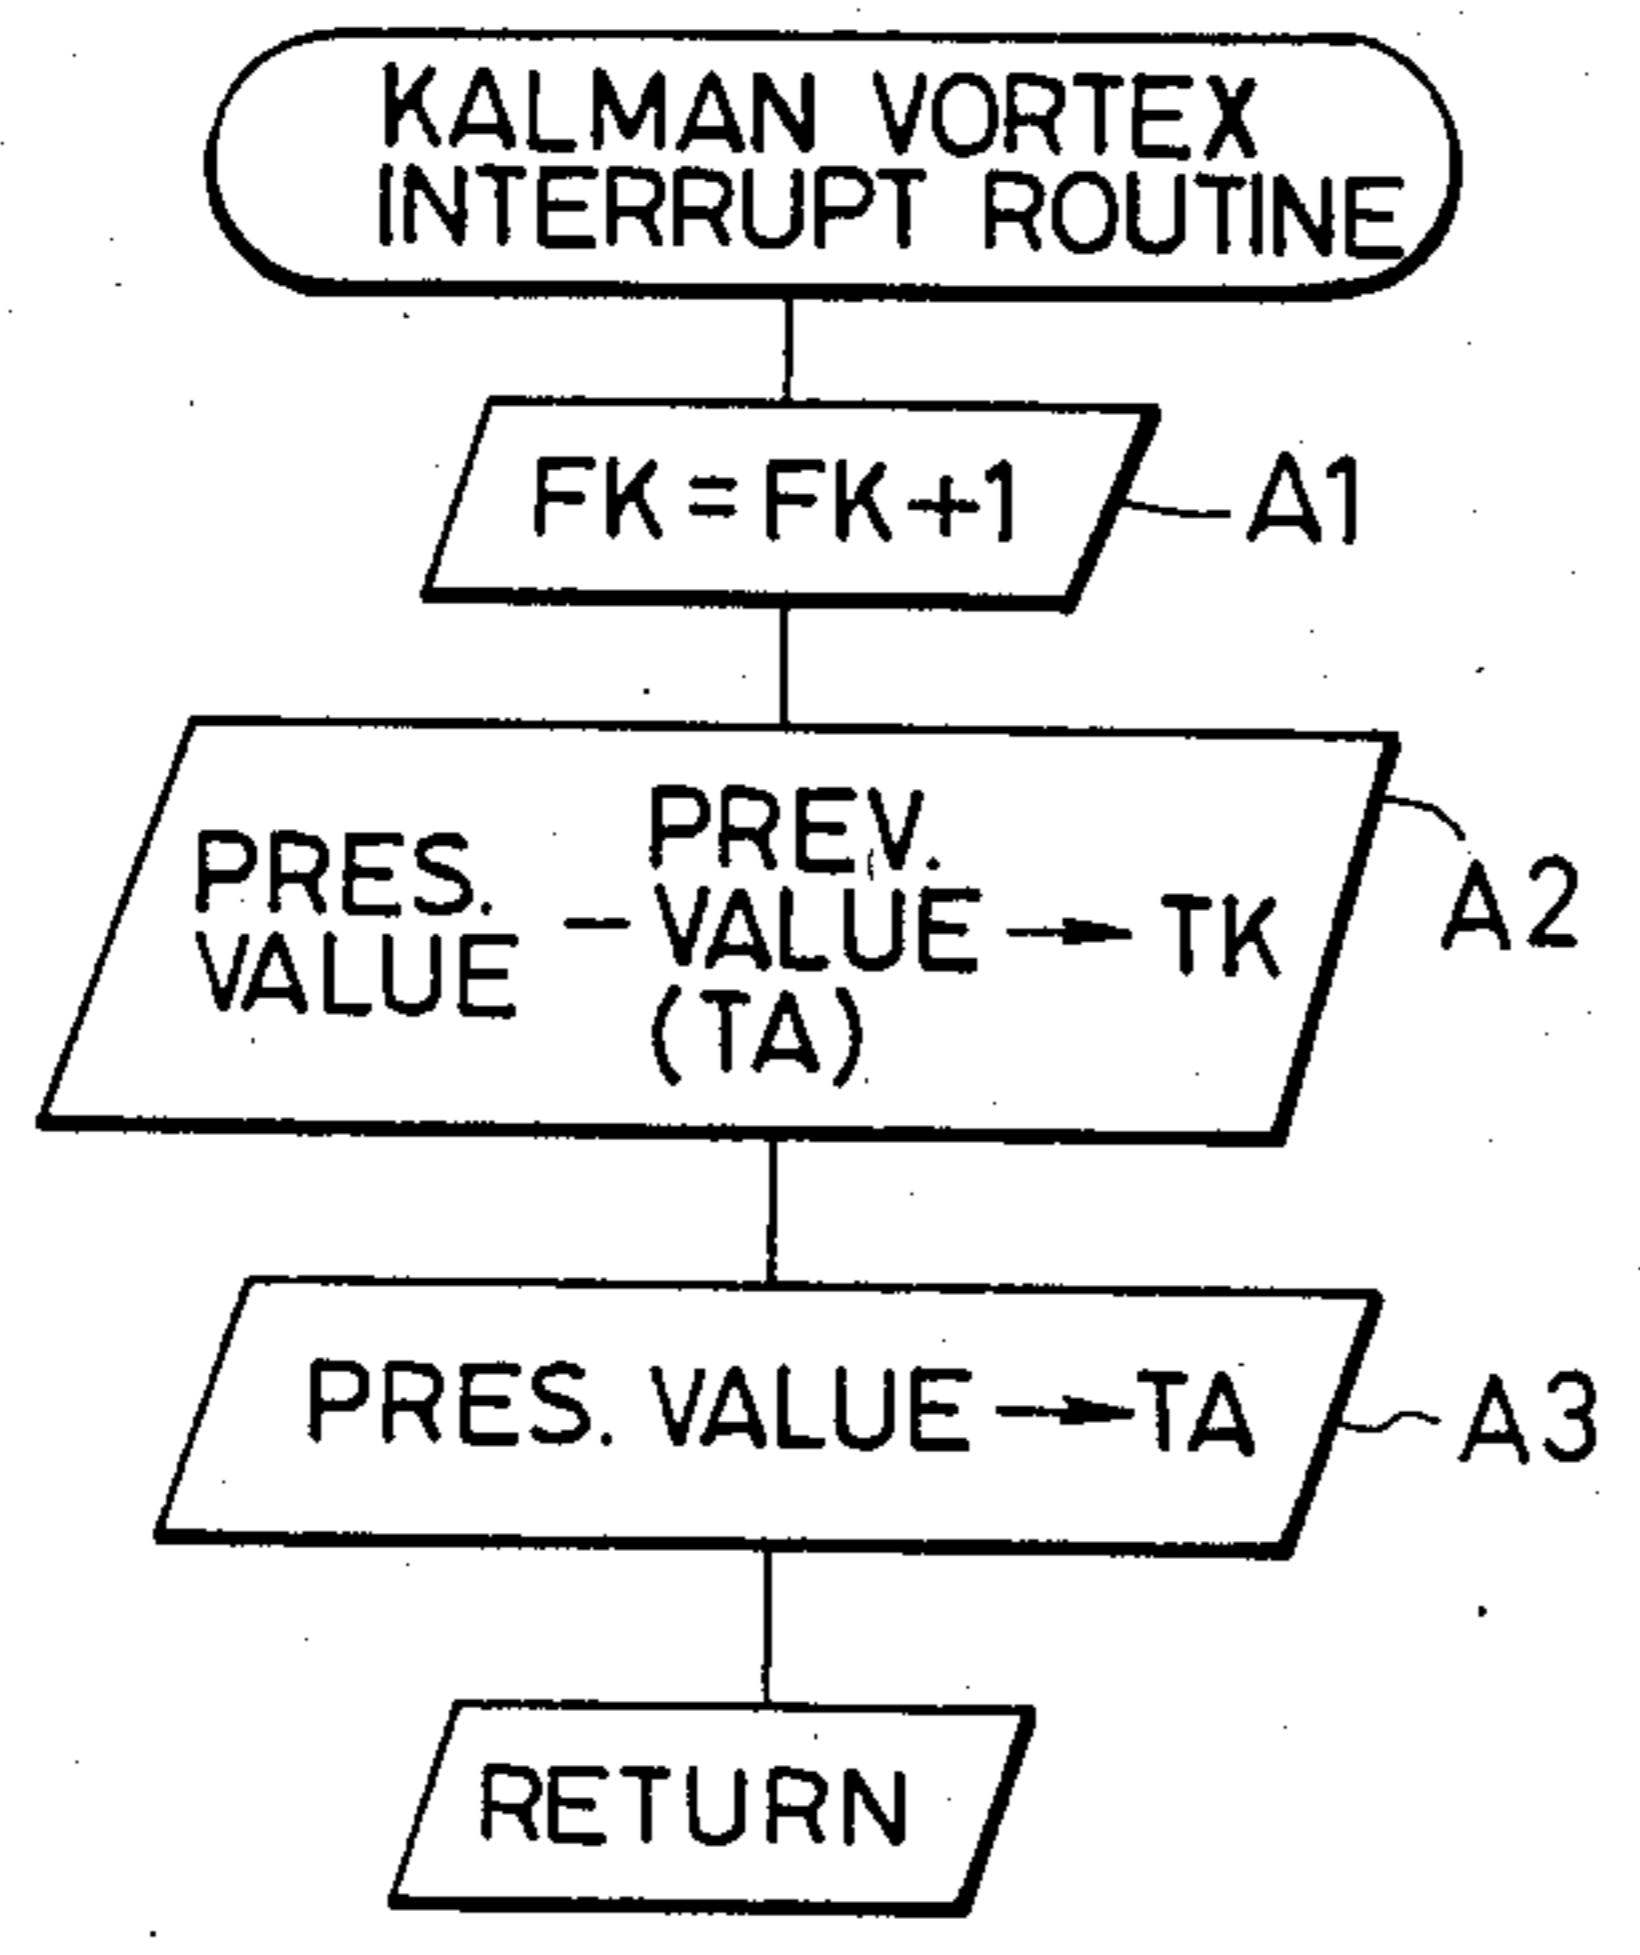 KALMAN VORTEX
INTERRUPT ROUTINE
FK=FK+1
A1
PRES.
VALUE
-
PREV.
VALUE
(TA)
→ TK
A2
PRES. VALUE → TA
A3
RETURN